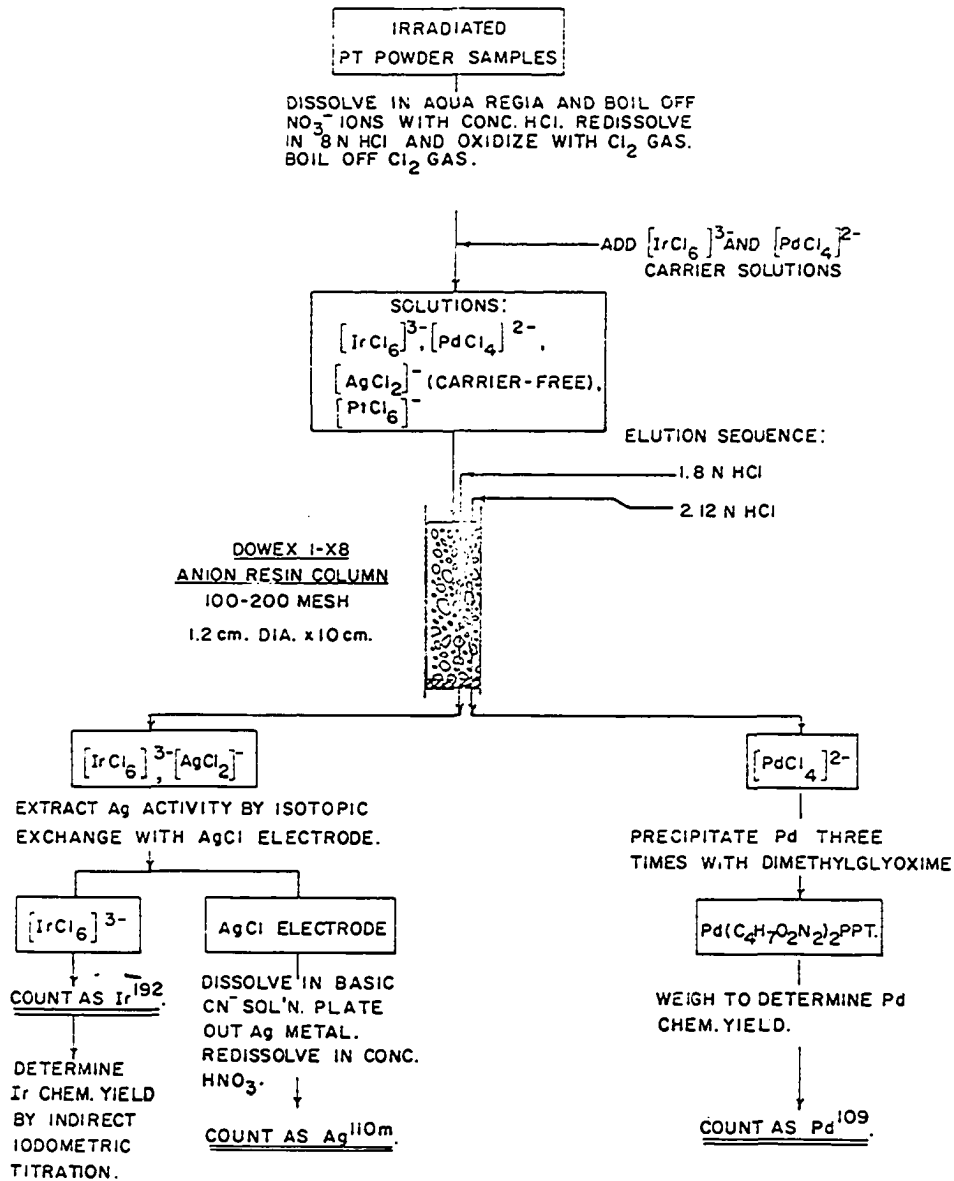 IRRADIATED
PT POWDER SAMPLES
DISSOLVE IN AQUA REGIA AND BOIL OFF
NO₃⁻ IONS WITH CONC. HCl. REDISSOLVE
IN 8 N HCl AND OXIDIZE WITH Cl₂ GAS.
BOIL OFF Cl₂ GAS.
ADD [IrCl₆]³⁻ AND [PdCl₄]²⁻
CARRIER SOLUTIONS
SOLUTIONS:
[IrCl₆]³⁻, [PdCl₄]²⁻,
[AgCl₂]⁻ (CARRIER-FREE),
[PtCl₆]⁻
ELUTION SEQUENCE:
1. 8 N HCl
2. 12 N HCl
DOWEX 1-X8
ANION RESIN COLUMN
100-200 MESH
1.2 cm. DIA. x 10 cm.
[IrCl₆]³⁻, [AgCl₂]⁻
EXTRACT Ag ACTIVITY BY ISOTOPIC
EXCHANGE WITH AgCl ELECTRODE.
[IrCl₆]³⁻
COUNT AS Ir¹⁹².
DETERMINE
Ir CHEM. YIELD
BY INDIRECT
IODOMETRIC
TITRATION.
AgCl ELECTRODE
DISSOLVE IN BASIC
CN⁻ SOL'N. PLATE
OUT Ag METAL.
REDISSOLVE IN CONC.
HNO₃.
COUNT AS Ag¹¹⁰ᵐ.
[PdCl₄]²⁻
PRECIPITATE Pd THREE
TIMES WITH DIMETHYLGLYOXIME
Pd(C₄H₇O₂N₂)₂ PPT.
WEIGH TO DETERMINE Pd
CHEM. YIELD.
COUNT AS Pd¹⁰⁹.